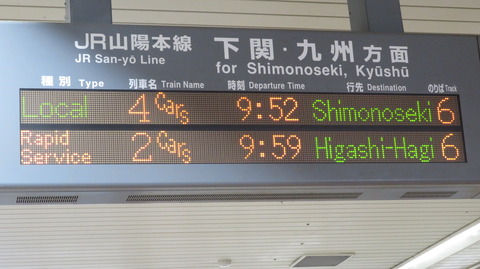 JR山陽本線 下関・九州方面
JR San-yō Line for Shimonoseki, Kyūshū
種別 Type 列車名 Train Name 時刻 Departure Time 行先 Destination のりば Track
Local 4 Cars 9:52 Shimonoseki 6
Rapid Service 2 Cars 9:59 Higashi-Hagi 6